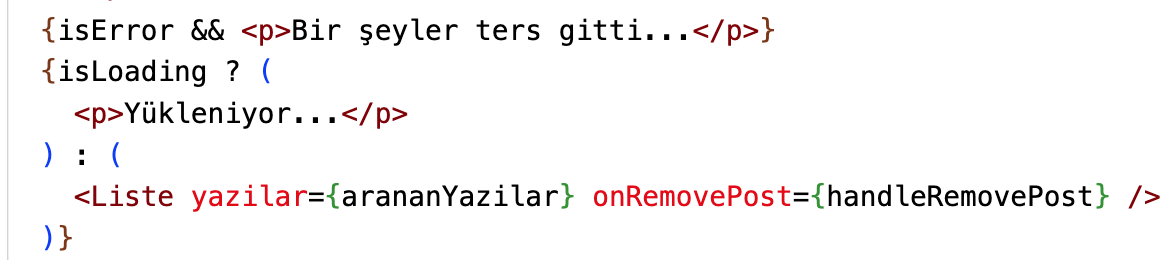 {isError && <p>Bir şeyler ters gitti...</p>}
{isLoading ? (
<p>Yükleniyor...</p>
) : (
<Liste yazilar={arananYazilar} onRemovePost={handleRemovePost} />
)}